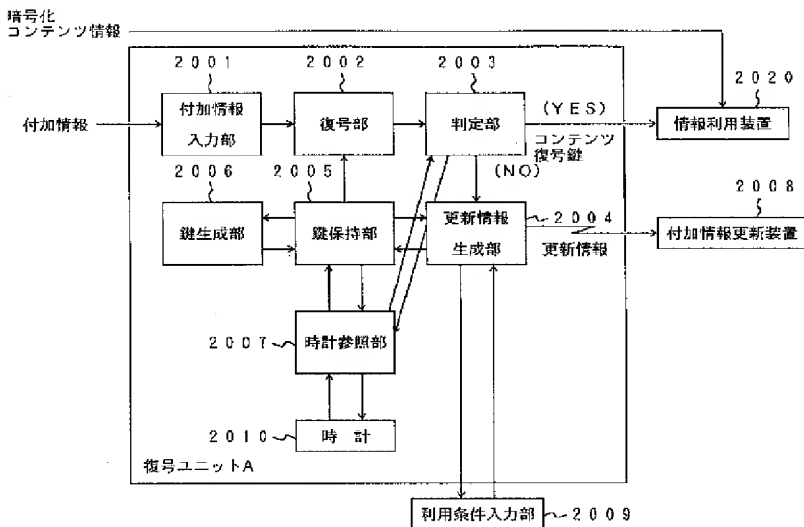 暗号化
コンテンツ情報
2001
2002
2003
2020
付加情報
付加情報
入力部
復号部
判定部
(YES)
コンテンツ
復号鍵
情報利用装置
(NO)
2006
2005
2008
鍵生成部
鍵保持部
更新情報
生成部
2004
更新情報
付加情報更新装置
2007
時計参照部
2010
時 計
復号ユニットA
利用条件入力部
2009